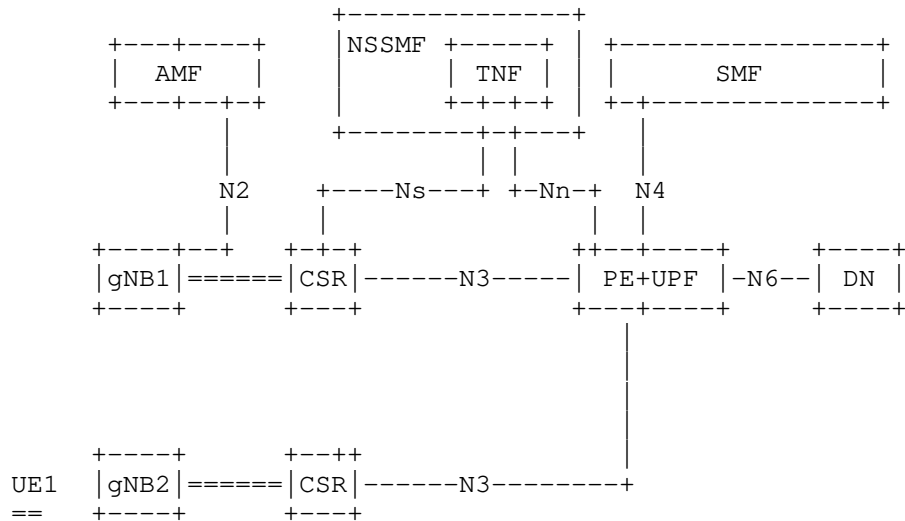 NSSMF
AMF TNF SMF
N2 Ns Nn N4
gNB1 CSR N3 PE+UPF N6 DN
UE1 gNB2 CSR N3